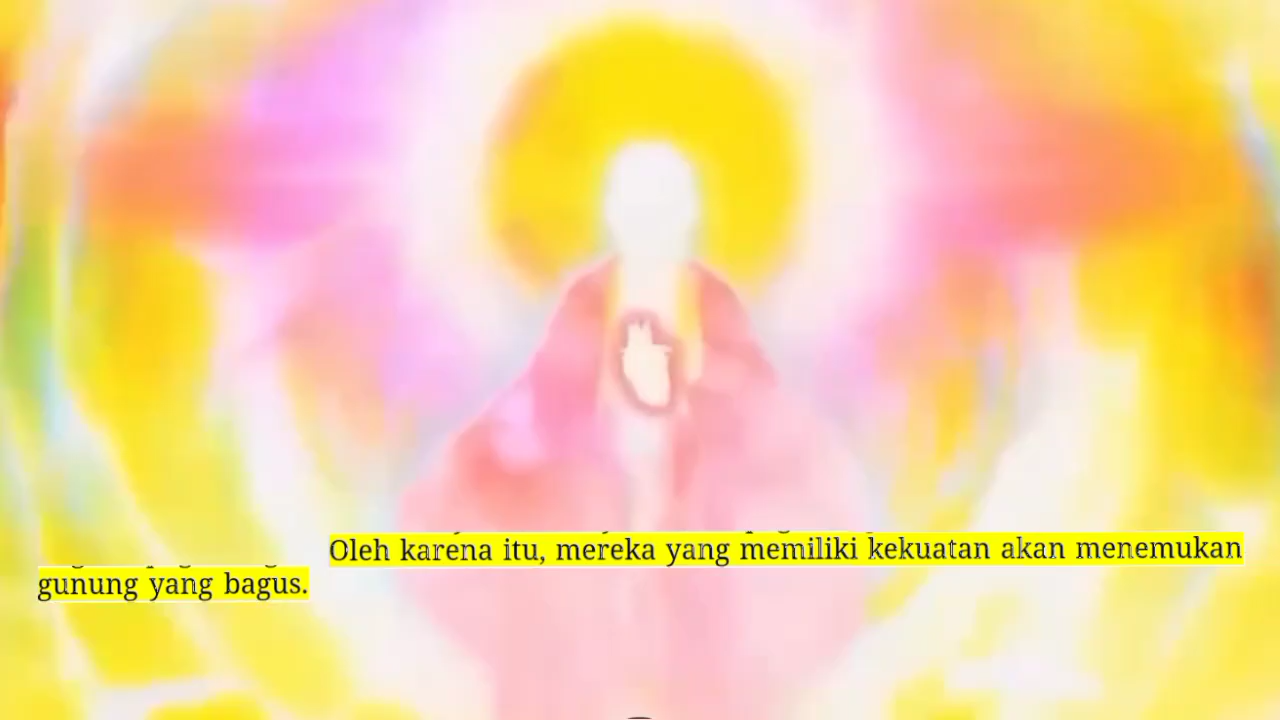 Oleh karena itu, mereka yang memiliki kekuatan akan menemukan
gunung yang bagus.